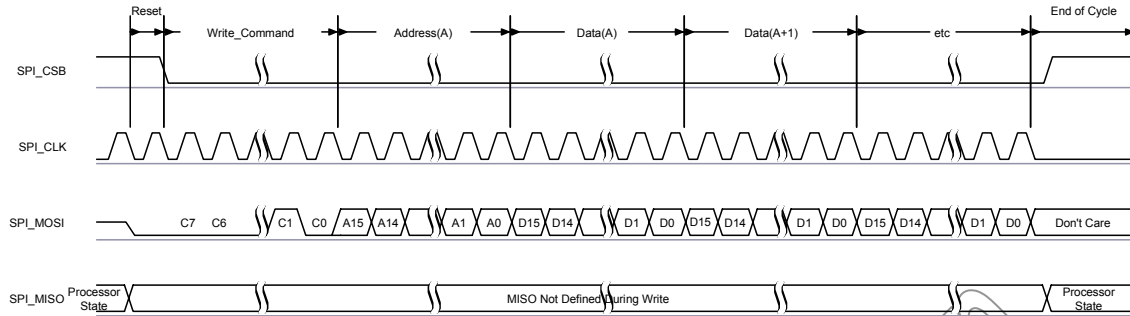 Reset
End of Cycle
Write_Command
Address(A)
Data(A)
Data(A+1)
etc
SPI_CSB
SPI_CLK
SPI_MOSI
C7 C6 C1 C0 A15 A14 A1 A0 D15 D14 D1 D0 D15 D14 D1 D0 D15 D14 D1 D0 Don't Care
SPI_MISO
Processor
State
MISO Not Defined During Write
Processor
State